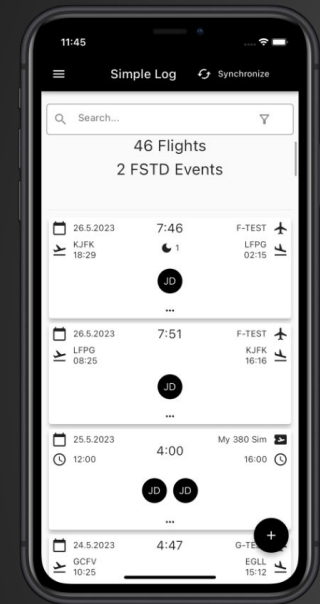 11:45
Simple Log Synchronize
Search...
46 Flights
2 FSTD Events
26.5.2023 7:46 F-TEST
KJFK 1 LFPG
18:29 02:15
JD
...
26.5.2023 7:51 F-TEST
LFPG KJFK
08:25 16:16
JD
...
25.5.2023 4:00 My 380 Sim
12:00 16:00
JD JD
...
24.5.2023 4:47 G-TE
GCFV EGLL
10:25 15:12
+